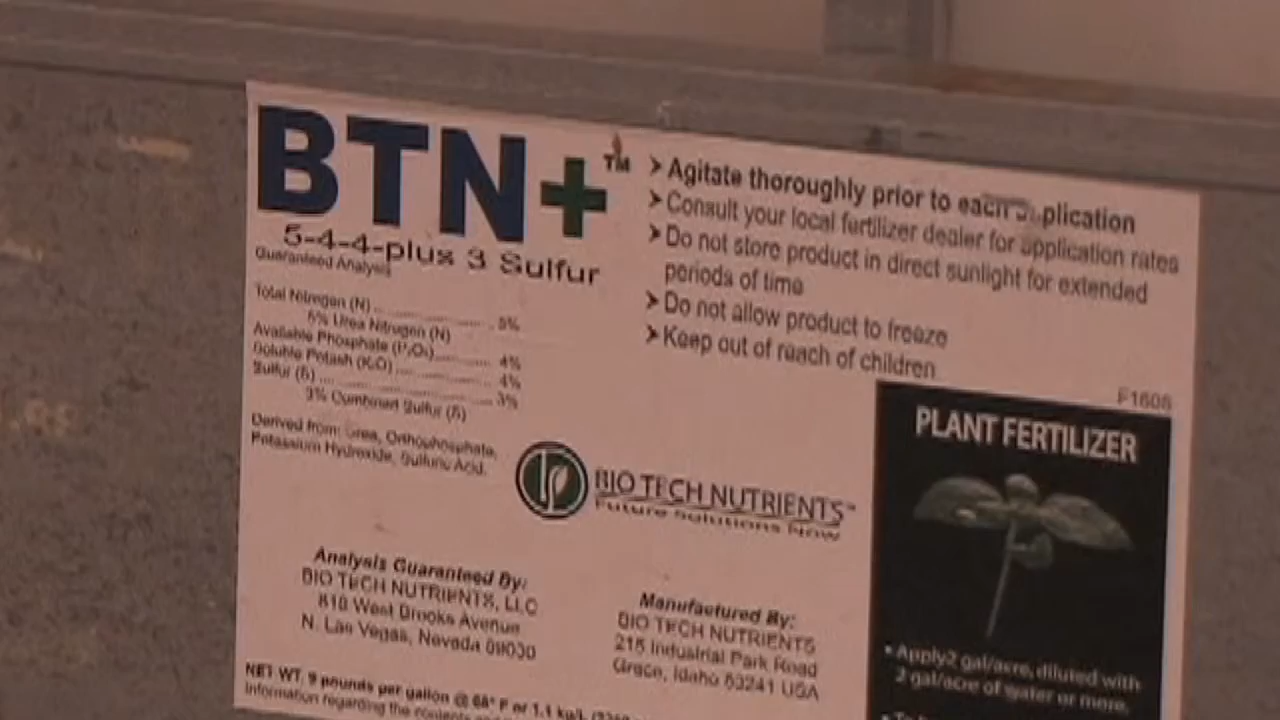 BTN+™
5-4-4-plus 3 Sulfur
Guaranteed Analysis
Total Nitrogen (N) ........................ 5%
5% Urea Nitrogen (N)
Available Phosphate (P₂O₅) ............ 4%
Soluble Potash (K₂O) ................... 4%
Sulfur (S) .................................. 3%
3% Combined Sulfur (S)
Derived from: Urea, Orthophosphate,
Potassium Hydroxide, Sulfuric Acid.
➤ Agitate thoroughly prior to each application
➤ Consult your local fertilizer dealer for application rates
➤ Do not store product in direct sunlight for extended
periods of time
➤ Do not allow product to freeze
➤ Keep out of reach of children
F1608
BIO TECH NUTRIENTS™
Future Solutions Now
Analysis Guaranteed By:
BIO TECH NUTRIENTS, LLC
West Brooks Avenue
N. Las Vegas, Nevada
Manufactured By:
BIO TECH NUTRIENTS
215 Industrial Park Road
Grace, Idaho 83241 USA
PLANT FERTILIZER
• Apply 2 gal/acre, diluted with
2 gal/acre of water or more.
• To
NET WT. 9 pounds per gallon @ 68° F or 1.1 kg/L
Information regarding the contents and